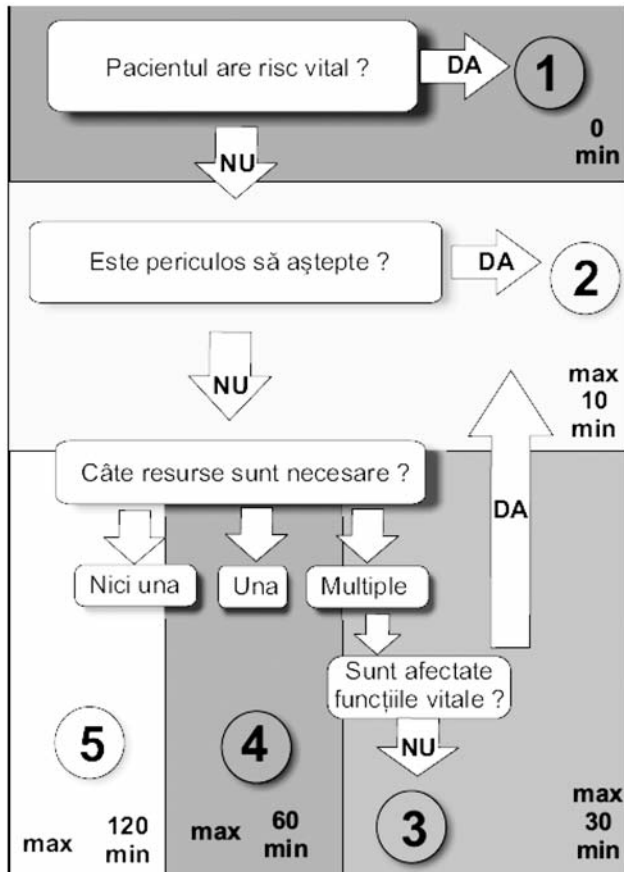 Pacientul are risc vital ?
DA
1
0
min
NU
Este periculos să aştepte ?
DA
2
NU
max
10
min
Câte resurse sunt necesare ?
DA
Nici una
Una
Multiple
Sunt afectate
funcţiile vitale ?
NU
5
4
3
max 120
min
max 60
min
max
30
min